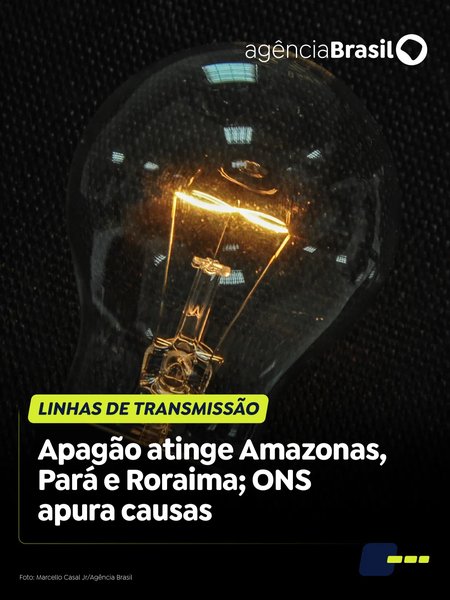 agênciaBrasil
LINHAS DE TRANSMISSÃO
Apagão atinge Amazonas,
Pará e Roraima; ONS
apura causas
Foto: Marcello Casal Jr/Agência Brasil